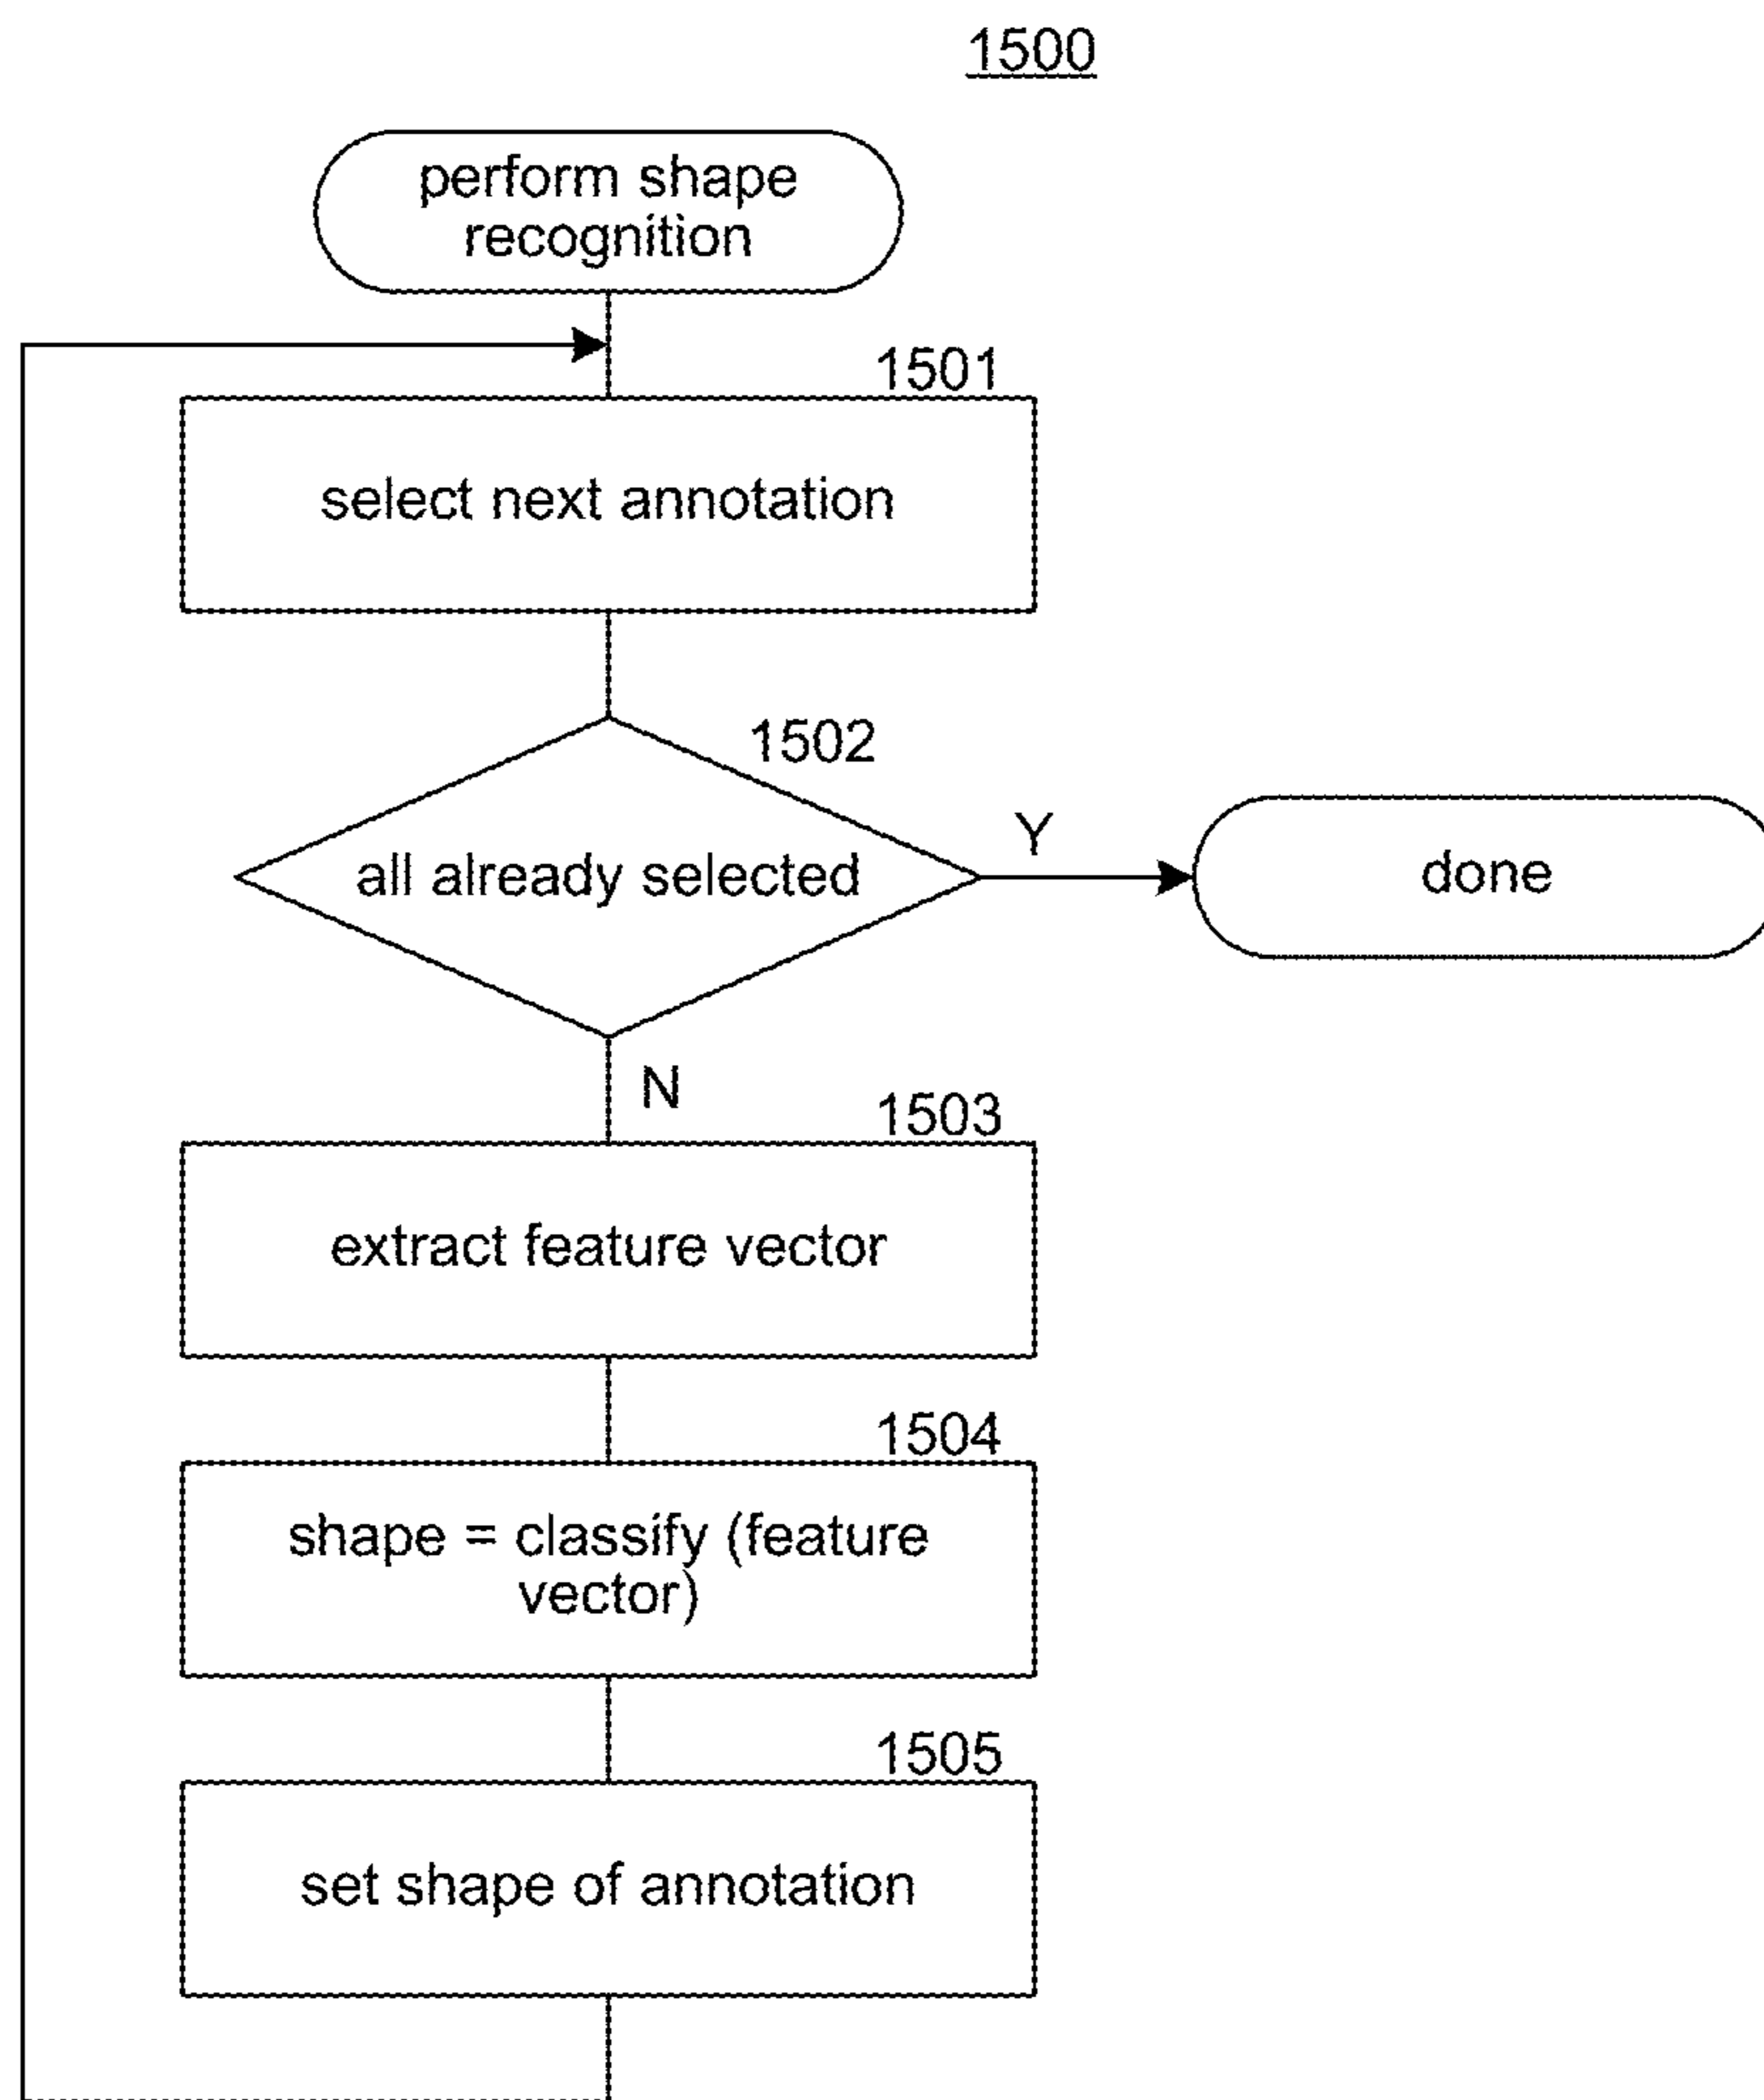 1500
perform shape
recognition
1501
select next annotation
1502
all already selected
Y
done
N
1503
extract feature vector
1504
shape = classify (feature
vector)
1505
set shape of annotation